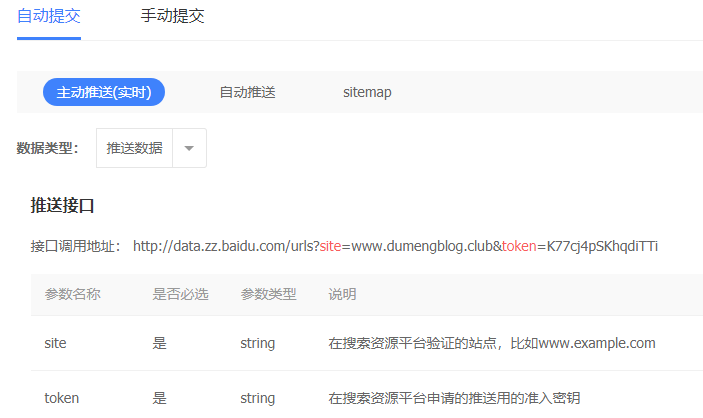 自动提交 手动提交
主动推送(实时) 自动推送 sitemap
数据类型： 推送数据
推送接口
接口调用地址： http://data.zz.baidu.com/urls?site=www.dumengblog.club&token=K77cj4pSKhqdiTTi
参数名称 是否必选 参数类型 说明
site 是 string 在搜索资源平台验证的站点，比如www.example.com
token 是 string 在搜索资源平台申请的推送用的准入密钥